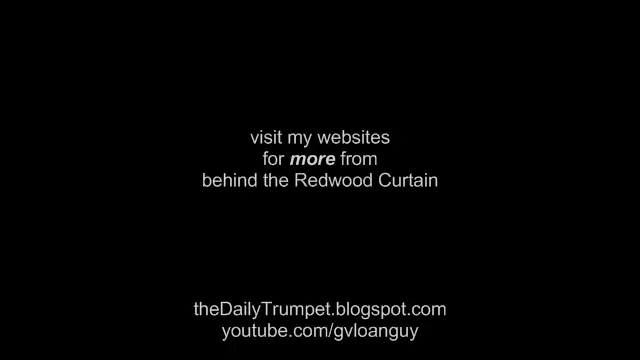 visit my websites
for more from
behind the Redwood Curtain
theDailyTrumpet.blogspot.com
youtube.com/gvloanguy